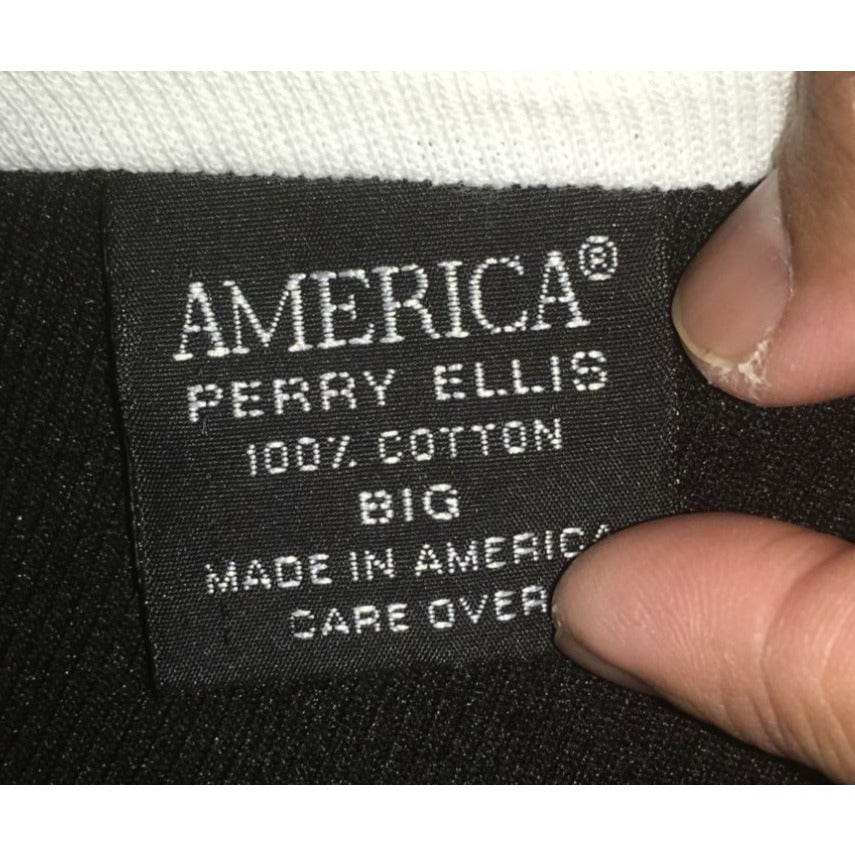 AMERICA®
PERRY ELLIS
100% COTTON
BIG
MADE IN AMERICA
CARE OVER